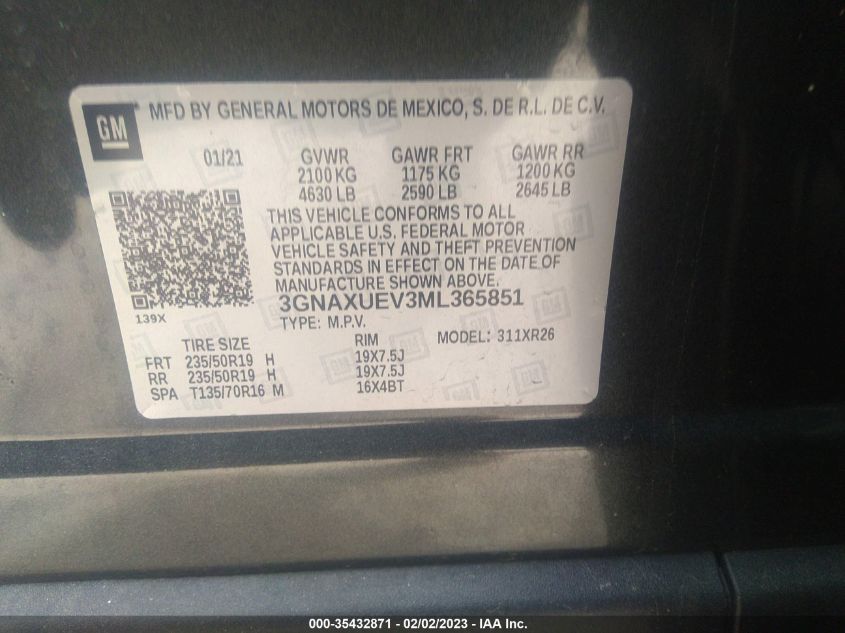 GM
MFD BY GENERAL MOTORS DE MEXICO, S. DE R.L. DE C.V.
01/21 GVWR GAWR FRT GAWR RR
2100 KG 1175 KG 1200 KG
4630 LB 2590 LB 2645 LB
THIS VEHICLE CONFORMS TO ALL
APPLICABLE U.S. FEDERAL MOTOR
VEHICLE SAFETY AND THEFT PREVENTION
STANDARDS IN EFFECT ON THE DATE OF
MANUFACTURE SHOWN ABOVE.
3GNAXUEV3ML365851
139X
TYPE: M.P.V. MODEL: 311XR26
TIRE SIZE RIM
FRT 235/50R19 H 19X7.5J
RR 235/50R19 H 19X7.5J
SPA T135/70R16 M 16X4BT
000-35432871 - 02/02/2023 - © IAA Inc.